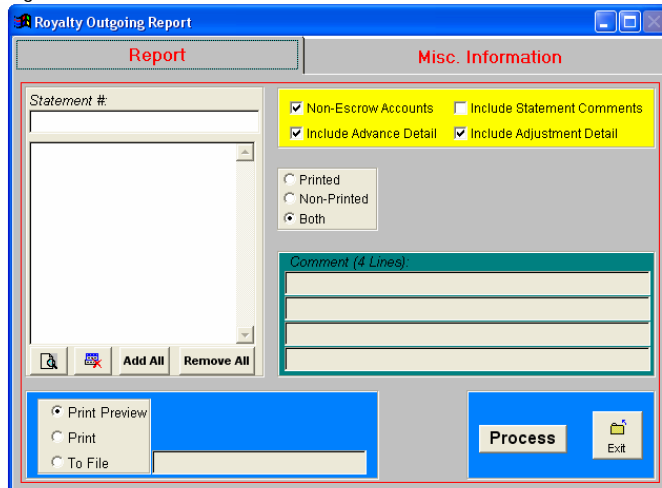 Royalty Outgoing Report
Report
Misc. Information
Statement #:
Non-Escrow Accounts
Include Statement Comments
Include Advance Detail
Include Adjustment Detail
Printed
Non-Printed
Both
Comment (4 Lines):
Add All
Remove All
Print Preview
Print
To File
Process
Exit